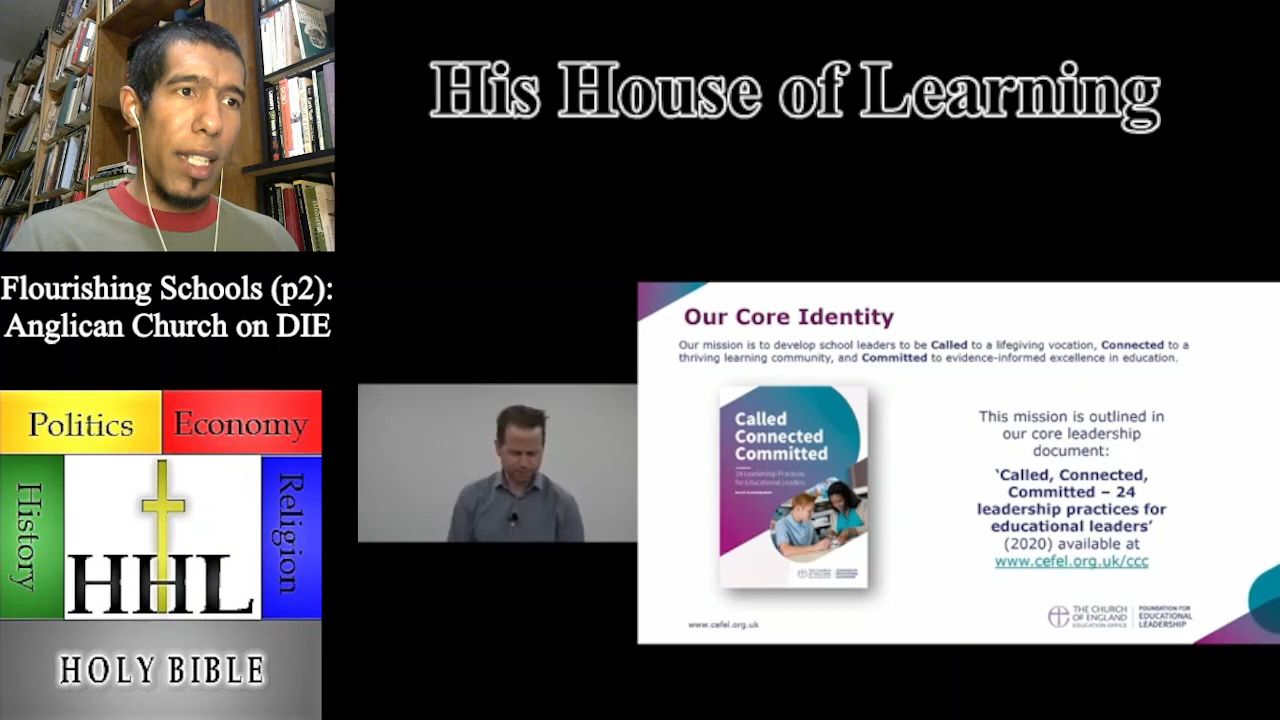 His House of Learning
Flourishing Schools (p2):
Anglican Church on DIE
Politics
Economy
History
Religion
HHL
HOLY BIBLE
Our Core Identity
Our mission is to develop school leaders to be Called to a lifegiving vocation, Connected to a
thriving learning community, and Committed to evidence-informed excellence in education.
Called
Connected
Committed
24 Leadership Practices
for Educational Leaders
This mission is outlined in
our core leadership
document:
‘Called, Connected,
Committed – 24
leadership practices for
educational leaders’
(2020) available at
www.cefel.org.uk/ccc
www.cefel.org.uk
THE CHURCH
OF ENGLAND
EDUCATION OFFICE
FOUNDATION FOR
EDUCATIONAL
LEADERSHIP